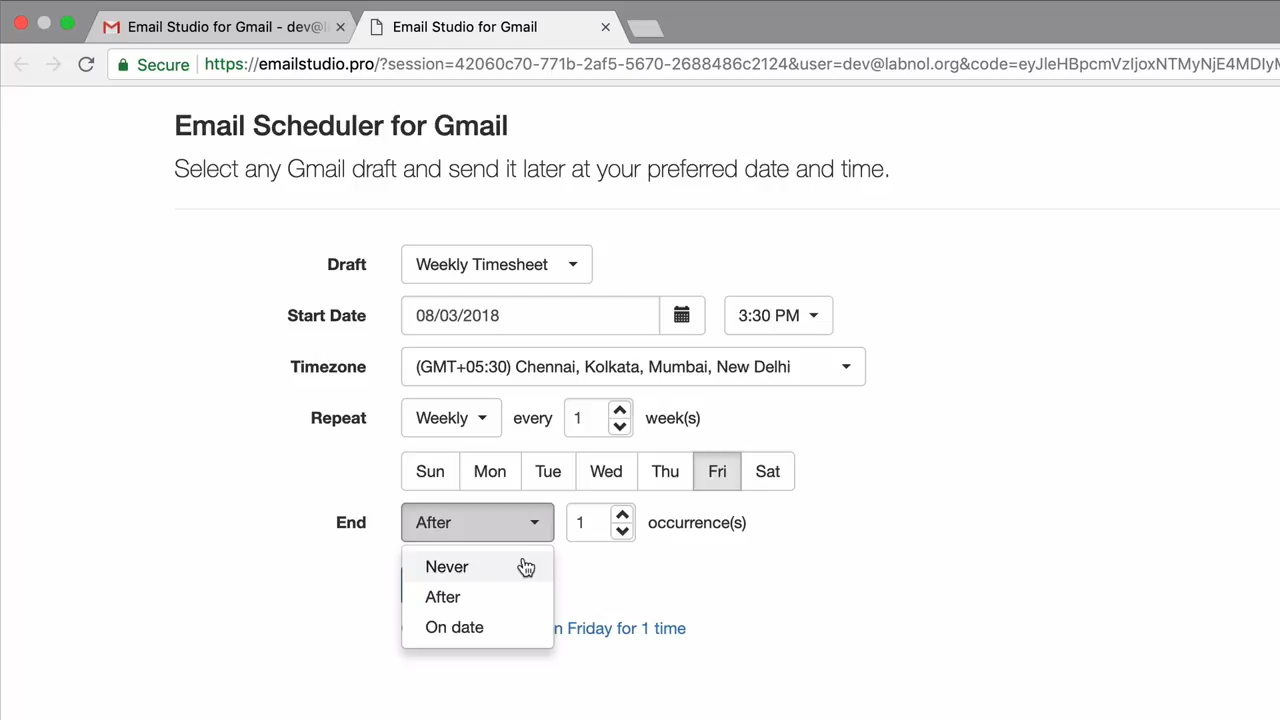 Email Studio for Gmail - dev@l
Email Studio for Gmail
Secure https://emailstudio.pro/?session=42060c70-771b-2af5-5670-2688486c2124&user=dev@labnol.org&code=eyJleHBpcmVzIjoxNTMyNjE4MDIyM
Email Scheduler for Gmail
Select any Gmail draft and send it later at your preferred date and time.
Draft Weekly Timesheet
Start Date 08/03/2018 3:30 PM
Timezone (GMT+05:30) Chennai, Kolkata, Mumbai, New Delhi
Repeat Weekly every 1 week(s)
Sun Mon Tue Wed Thu Fri Sat
End After 1 occurrence(s)
Never
After
On date
n Friday for 1 time